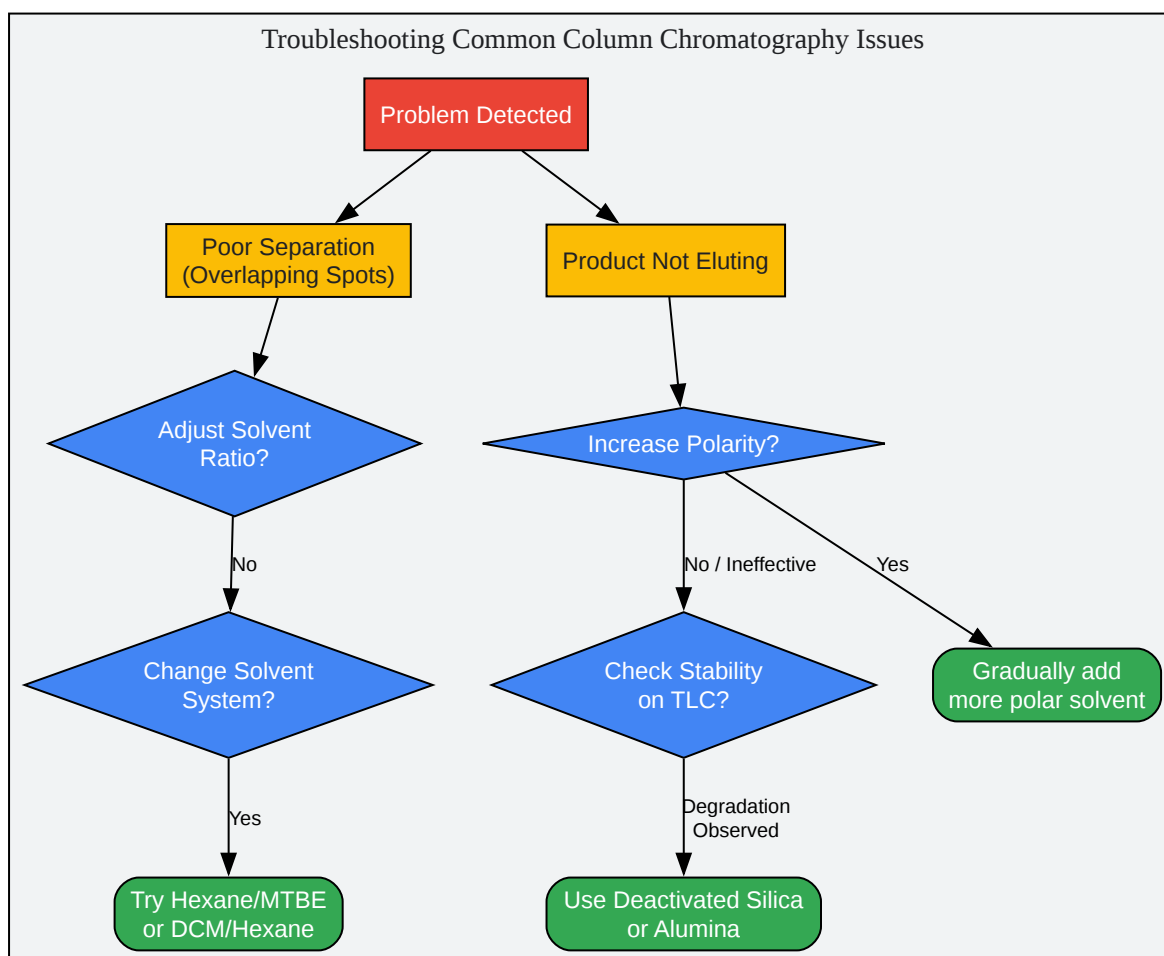 Troubleshooting Common Column Chromatography Issues
Problem Detected
Poor Separation
(Overlapping Spots)
Product Not Eluting
Adjust Solvent
Ratio?
Increase Polarity?
No
No / Ineffective
Yes
Change Solvent
System?
Check Stability
on TLC?
Gradually add
more polar solvent
Yes
Degradation
Observed
Try Hexane/MTBE
or DCM/Hexane
Use Deactivated Silica
or Alumina